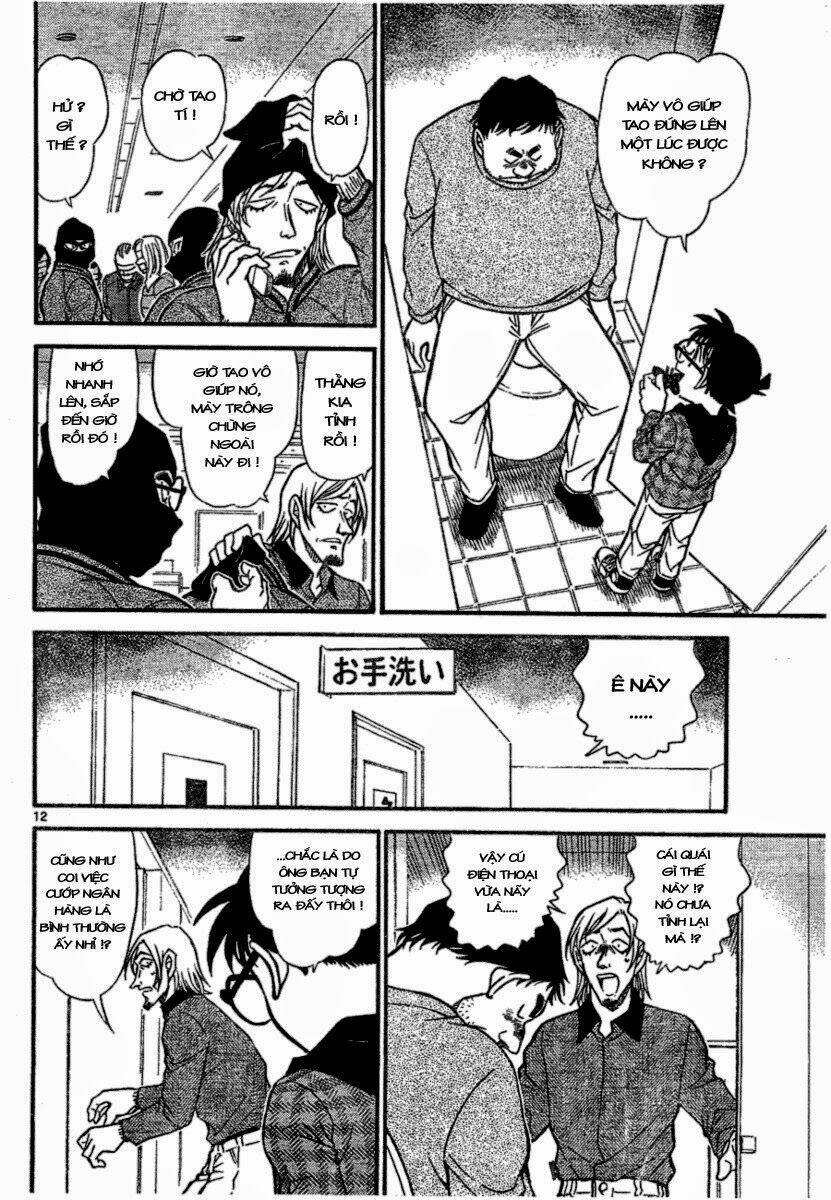 MÀY VÔ GIÚP
TAO ĐỨNG LÊN
MỘT LÚC ĐƯỢC
KHÔNG ?
RỒI !
CHỜ TAO
TÍ !
HỬ ?
GÌ
THẾ ?
THẰNG
KIA
TỈNH
RỒI !
GIỜ TAO VÔ
GIÚP NÓ,
MÀY TRÔNG
CHỪNG
NGOÀI
NÀY ĐI !
NHỚ
NHANH
LÊN, SẮP
ĐẾN GIỜ
RỒI ĐÓ !
お手洗い
Ê NÀY
.....
12
CÁI QUÁI
GÌ THẾ
NÀY !?
NÓ CHƯA
TỈNH LẠI
MÀ !?
VẬY CÚ
ĐIỆN THOẠI
VỪA NÃY
LÀ.....
...CHẮC LÀ DO
ÔNG BẠN TỰ
TƯỞNG TƯỢNG
RA ĐẤY THÔI !
CŨNG NHƯ
COI VIỆC
CƯỚP NGÂN
HÀNG LÀ
BÌNH THƯỜNG
ẤY NHỈ !?